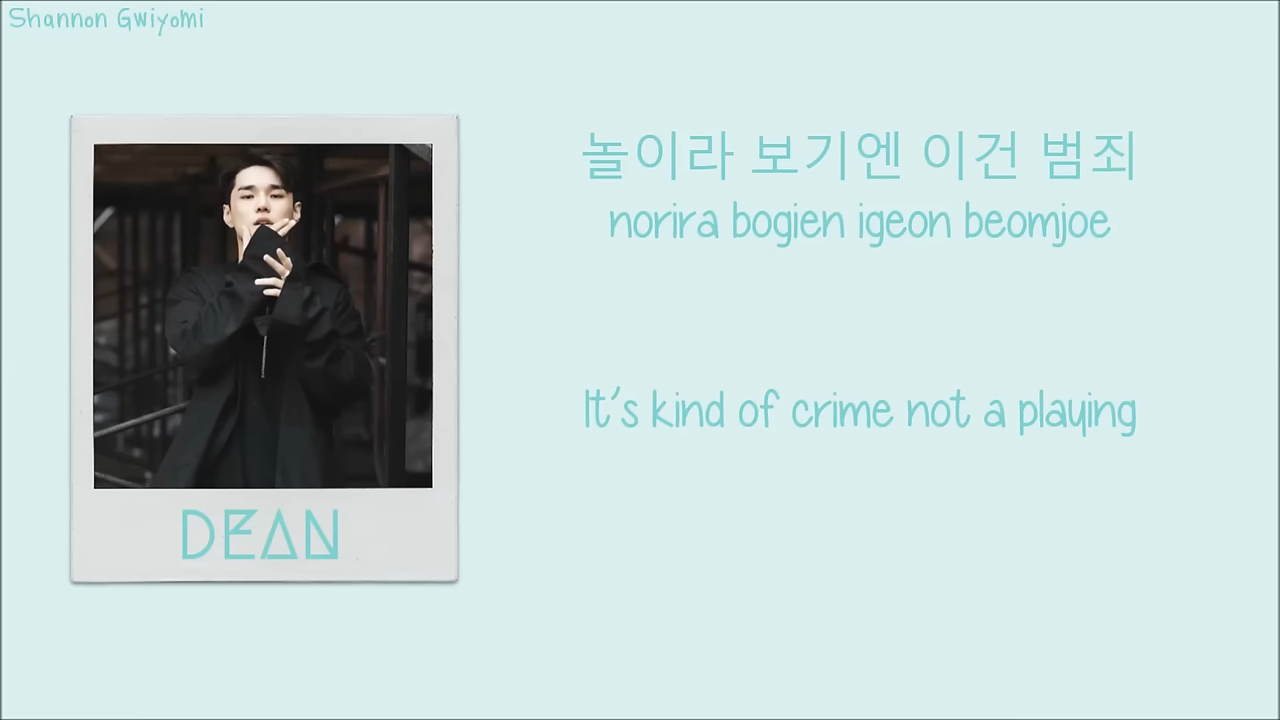 Shannon Gwiyomi
놀이라 보기엔 이건 범죄
norira bogien igeon beomjoe
It's kind of crime not a playing
DEAN